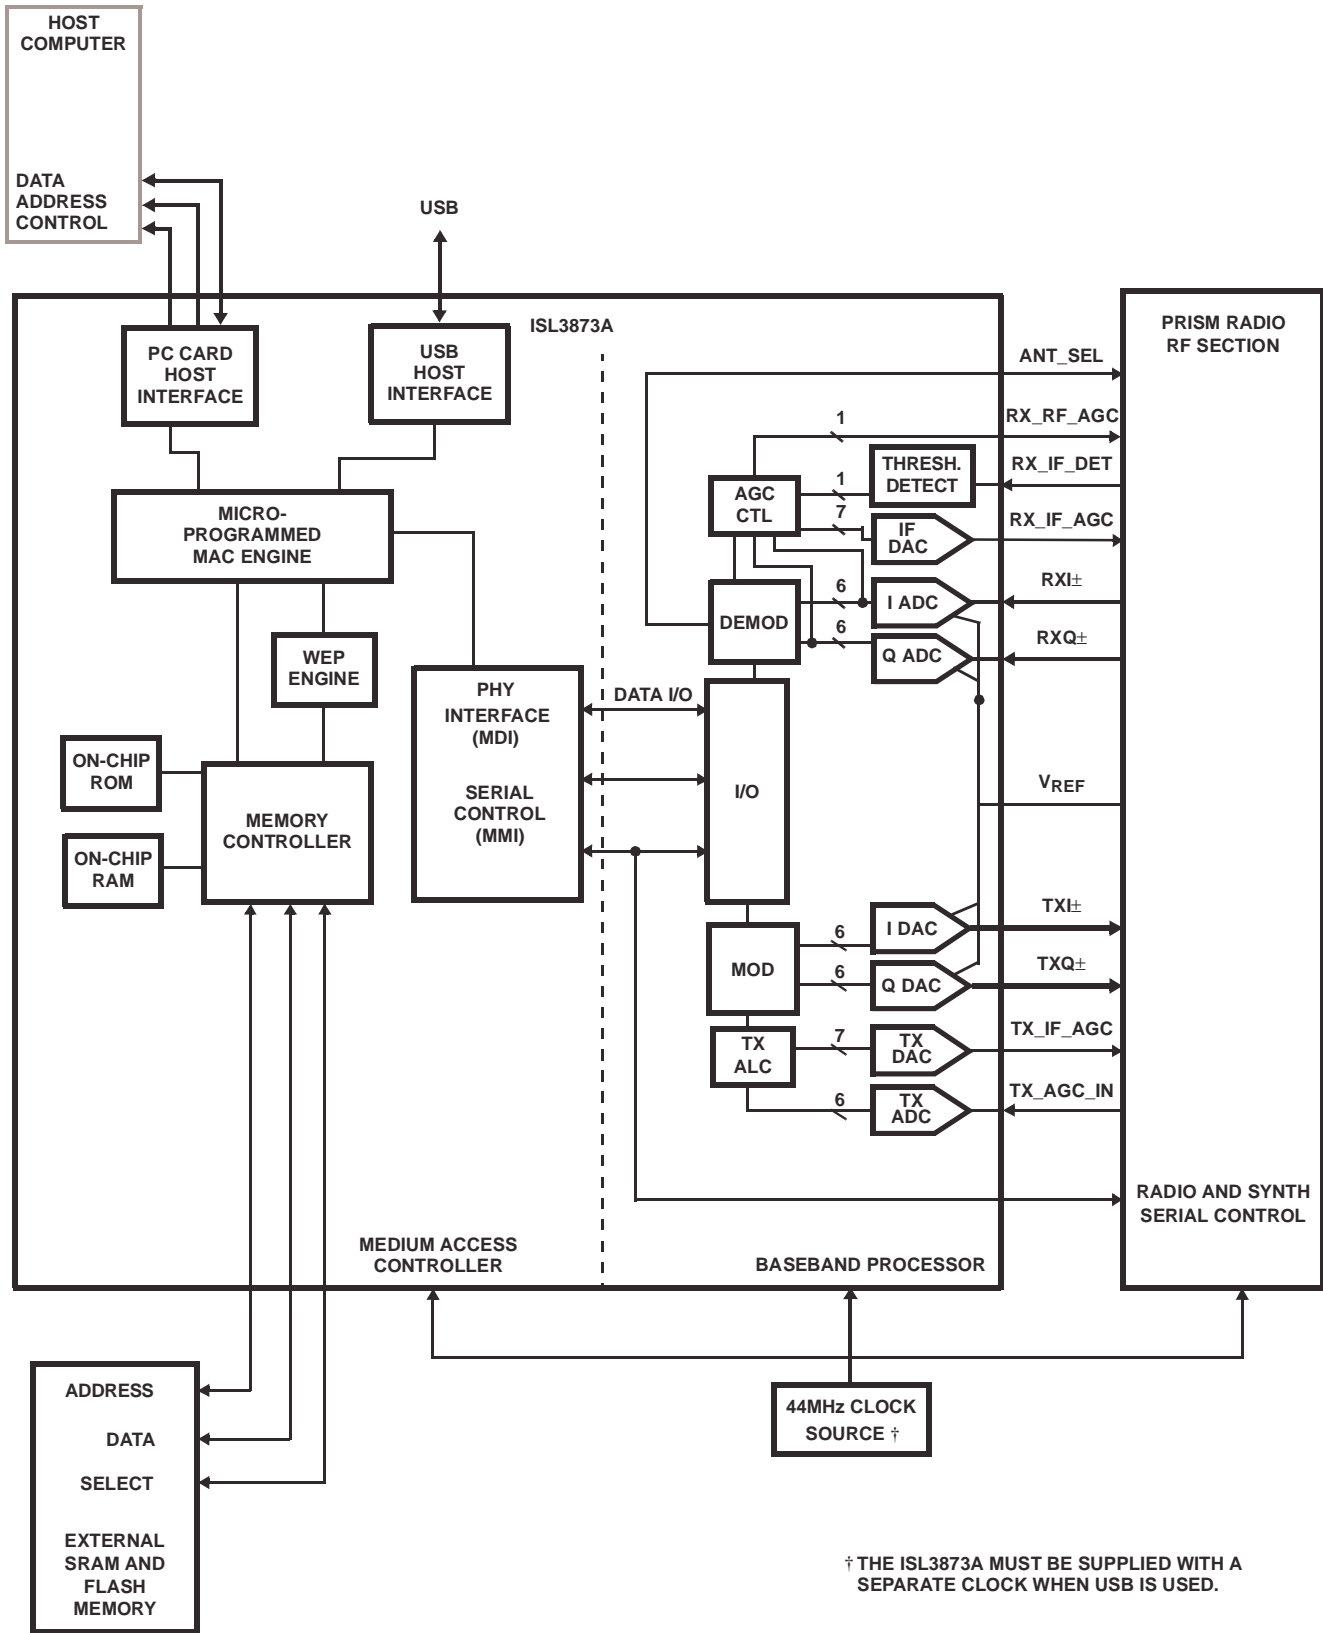 HOST
COMPUTER
DATA
ADDRESS
CONTROL
USB
ISL3873A
PC CARD
HOST
INTERFACE
USB
HOST
INTERFACE
MICRO-
PROGRAMMED
MAC ENGINE
WEP
ENGINE
ON-CHIP
ROM
ON-CHIP
RAM
MEMORY
CONTROLLER
PHY
INTERFACE
(MDI)
SERIAL
CONTROL
(MMI)
DATA I/O
I/O
AGC
CTL
DEMOD
MOD
TX
ALC
1
1
7
6
6
6
6
7
6
THRESH.
DETECT
IF
DAC
I ADC
Q ADC
I DAC
Q DAC
TX
DAC
TX
ADC
ANT_SEL
RX_RF_AGC
RX_IF_DET
RX_IF_AGC
RXI±
RXQ±
VREF
TXI±
TXQ±
TX_IF_AGC
TX_AGC_IN
PRISM RADIO
RF SECTION
RADIO AND SYNTH
SERIAL CONTROL
MEDIUM ACCESS
CONTROLLER
BASEBAND PROCESSOR
44MHz CLOCK
SOURCE †
ADDRESS
DATA
SELECT
EXTERNAL
SRAM AND
FLASH
MEMORY
† THE ISL3873A MUST BE SUPPLIED WITH A
SEPARATE CLOCK WHEN USB IS USED.